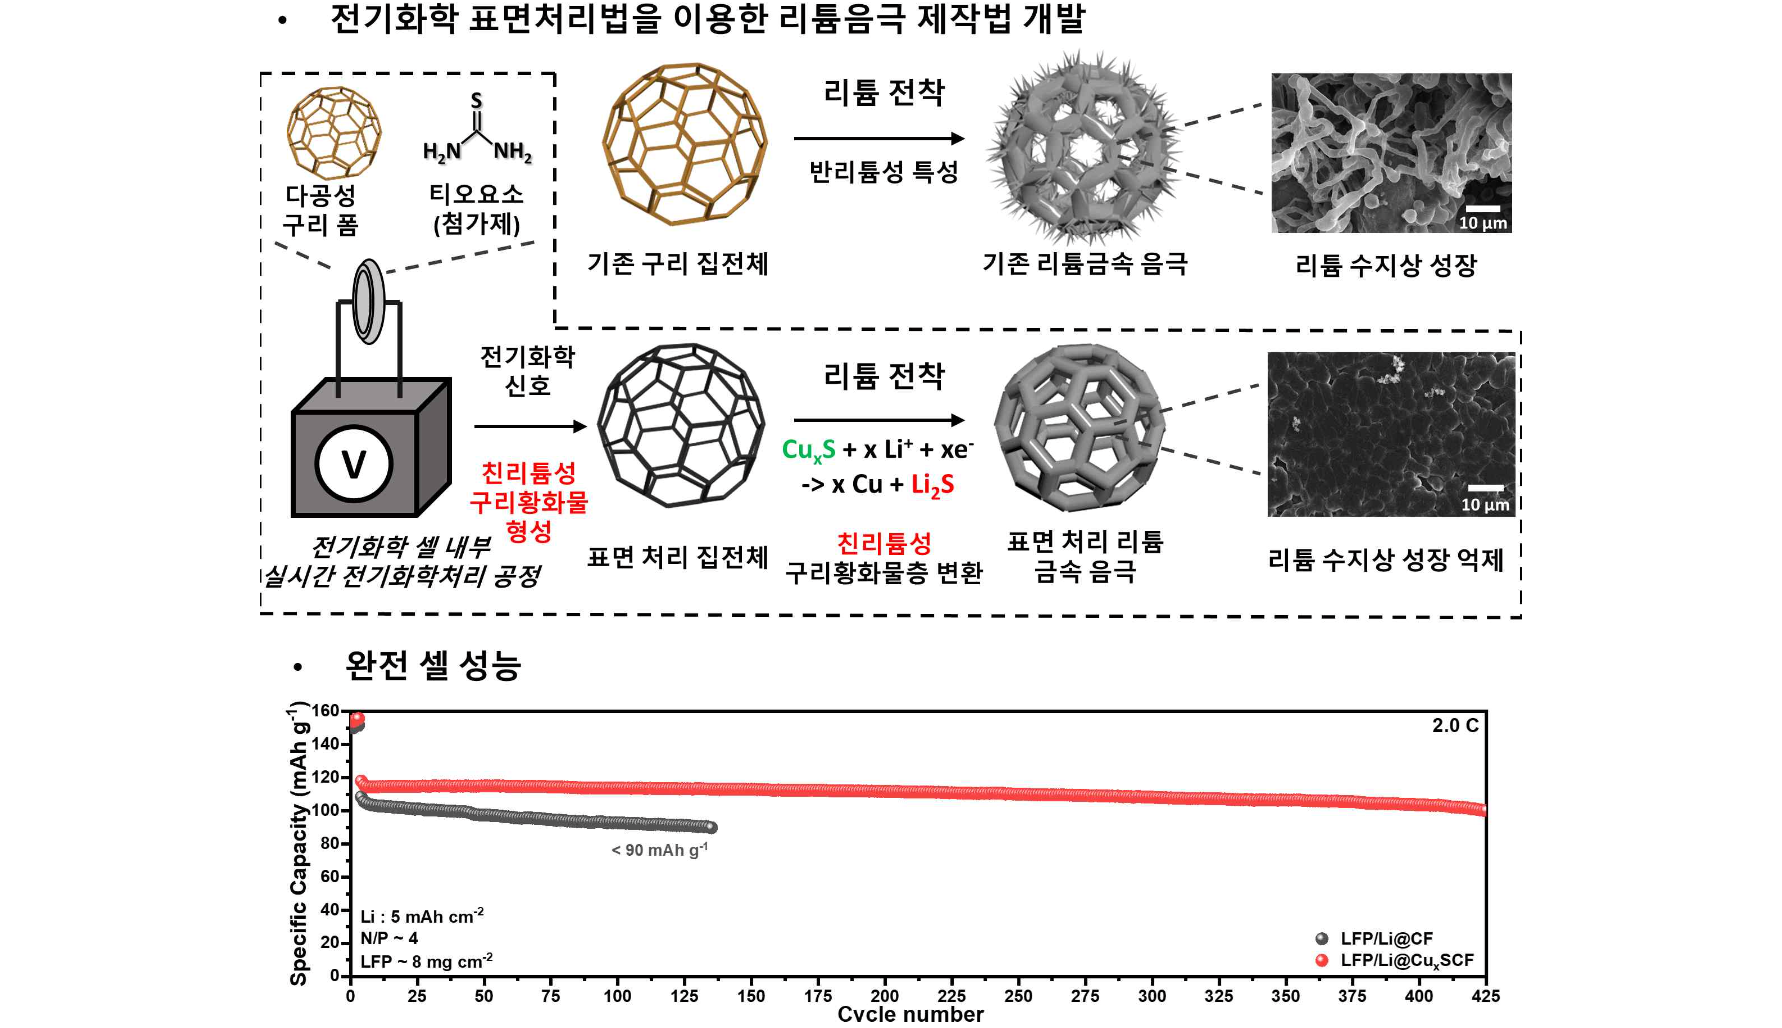 • 전기화학 표면처리법을 이용한 리튬음극 제작법 개발
다공성
구리 폼
S
H₂N
NH₂
티오요소
(첨가제)
기존 구리 집전체
리튬 전착
반리튬성 특성
기존 리튬금속 음극
10 μm
리튬 수지상 성장
V
전기화학 셀 내부
실시간 전기화학처리 공정
전기화학
신호
친리튬성
구리황화물
형성
표면 처리 집전체
리튬 전착
CuₓS + x Li⁺ + xe⁻
-> x Cu + Li₂S
친리튬성
구리황화물층 변환
표면 처리 리튬
금속 음극
10 μm
리튬 수지상 성장 억제
• 완전 셀 성능
Specific Capacity (mAh g⁻¹)
160
140
120
100
80
60
40
20
0
2.0 C
< 90 mAh g⁻¹
Li : 5 mAh cm⁻²
N/P ~ 4
LFP ~ 8 mg cm⁻²
LFP/Li@CF
LFP/Li@CuₓSCF
0 25 50 75 100 125 150 175 200 225 250 275 300 325 350 375 400 425
Cycle number